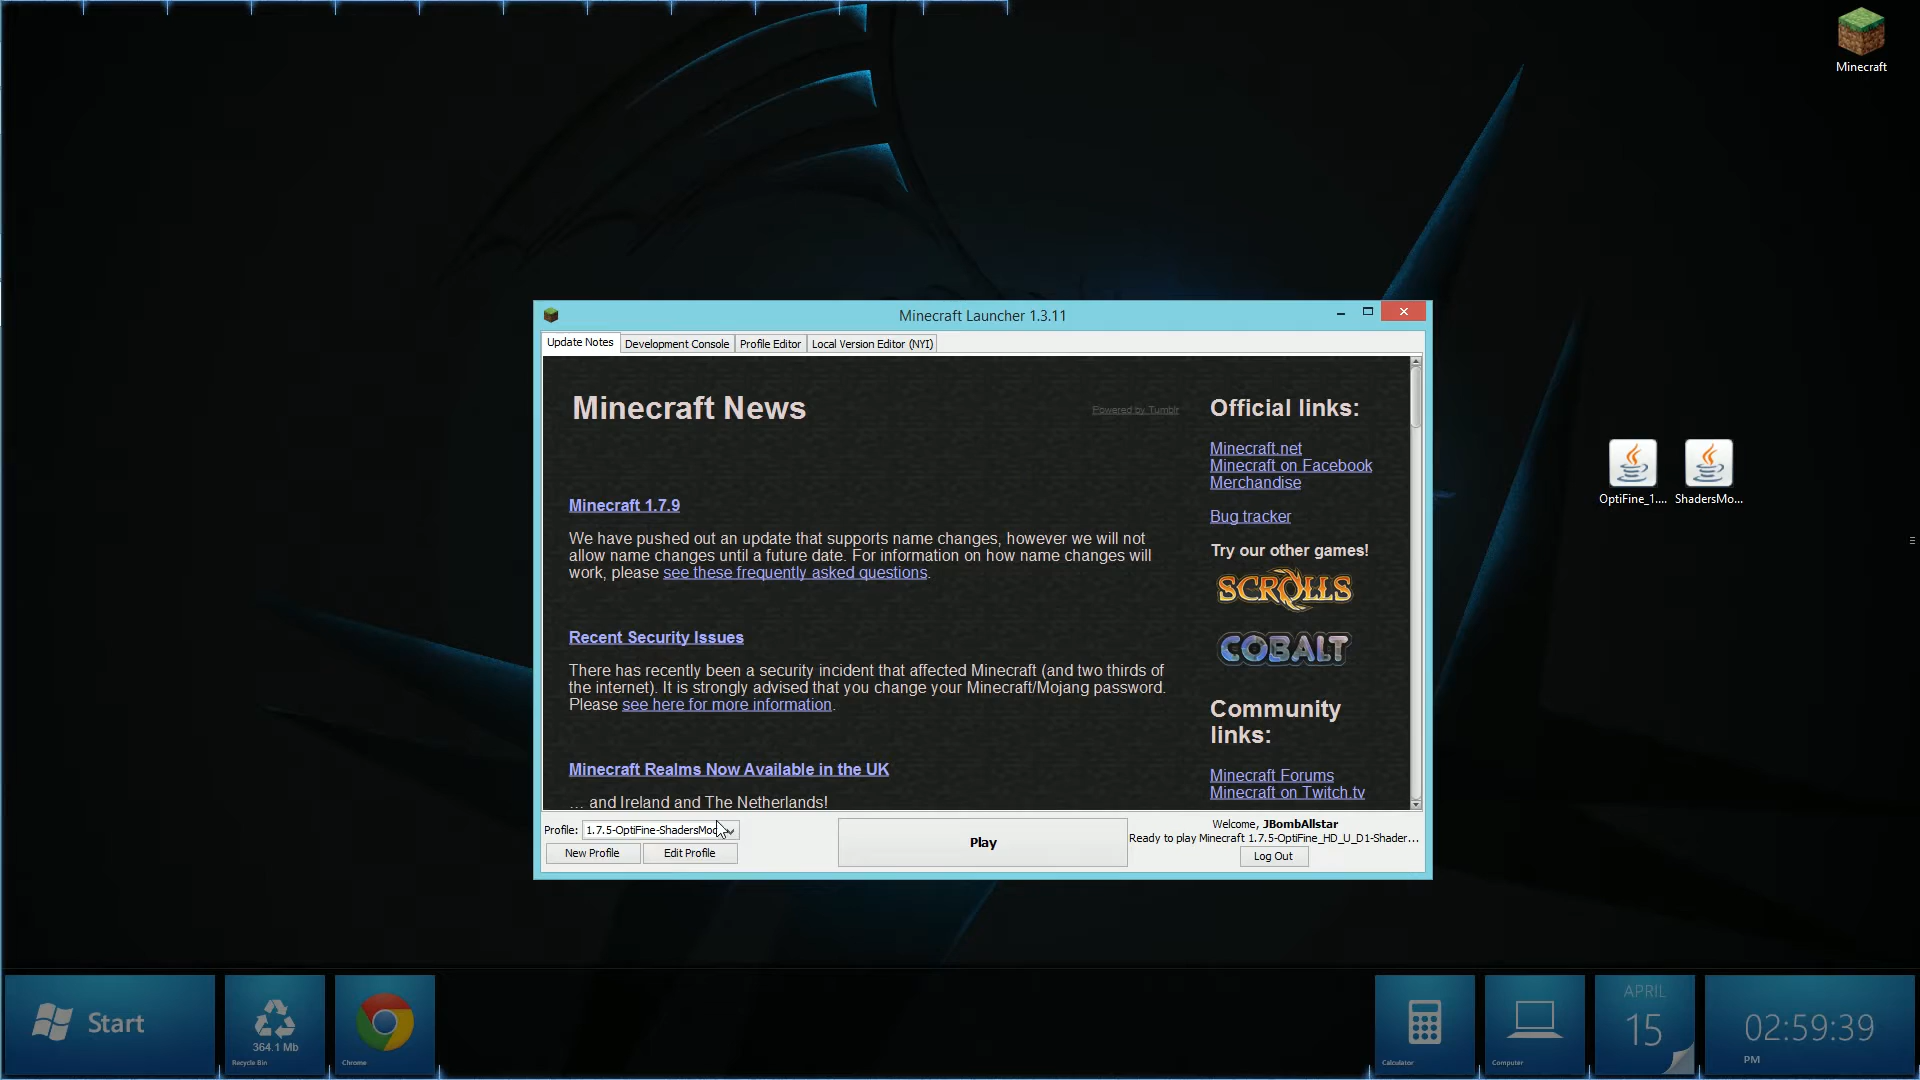 Minecraft
Minecraft Launcher 1.3.11
Update Notes
Development Console
Profile Editor
Local Version Editor (NYI)
Minecraft News
Powered by Tumblr
Minecraft 1.7.9
We have pushed out an update that supports name changes, however we will not
allow name changes until a future date. For information on how name changes will
work, please see these frequently asked questions.
Recent Security Issues
There has recently been a security incident that affected Minecraft (and two thirds of
the internet). It is strongly advised that you change your Minecraft/Mojang password.
Please see here for more information.
Minecraft Realms Now Available in the UK
... and Ireland and The Netherlands!
Official links:
Minecraft.net
Minecraft on Facebook
Merchandise
Bug tracker
Try our other games!
SCROLLS
COBALT
Community
links:
Minecraft Forums
Minecraft on Twitch.tv
OptiFine_1....
ShadersMo...
Profile:
1.7.5-OptiFine-ShadersMod
New Profile
Edit Profile
Play
Welcome, JBombAllstar
Ready to play Minecraft 1.7.5-OptiFine_HD_U_D1-Shader...
Log Out
Start
364.1 Mb
Recycle Bin
Chrome
Calculator
Computer
APRIL
15
02:59:39
PM